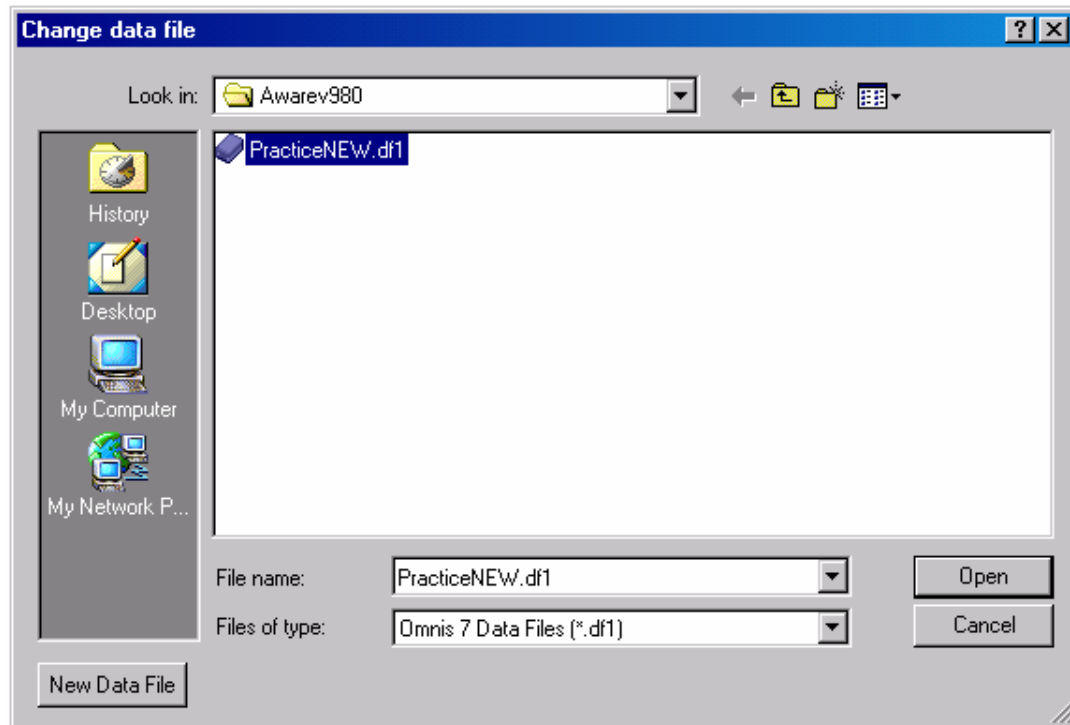 Change data file
Look in: Awarev980
PracticeNEW.df1
History
Desktop
My Computer
My Network P...
File name: PracticeNEW.df1 Open
Files of type: Omnis 7 Data Files (*.df1) Cancel
New Data File